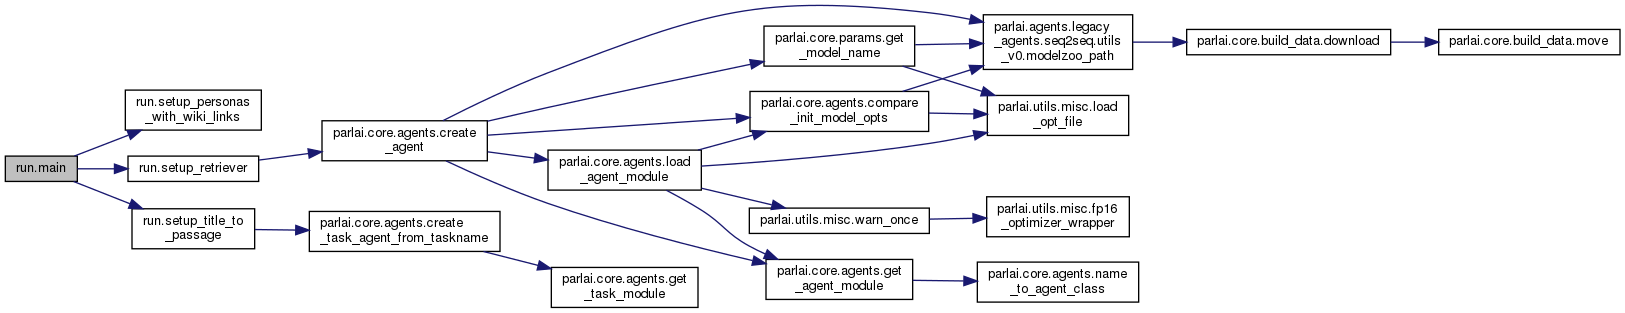 run.main
run.setup_personas
_with_wiki_links
run.setup_retriever
run.setup_title_to
_passage
parlai.core.agents.create
_agent
parlai.core.agents.create
_task_agent_from_taskname
parlai.core.agents.load
_agent_module
parlai.core.agents.get
_task_module
parlai.core.params.get
_model_name
parlai.core.agents.compare
_init_model_opts
parlai.utils.misc.warn_once
parlai.core.agents.get
_agent_module
parlai.agents.legacy
_agents.seq2seq.utils
_v0.modelzoo_path
parlai.utils.misc.load
_opt_file
parlai.utils.misc.fp16
_optimizer_wrapper
parlai.core.agents.name
_to_agent_class
parlai.core.build_data.download
parlai.core.build_data.move